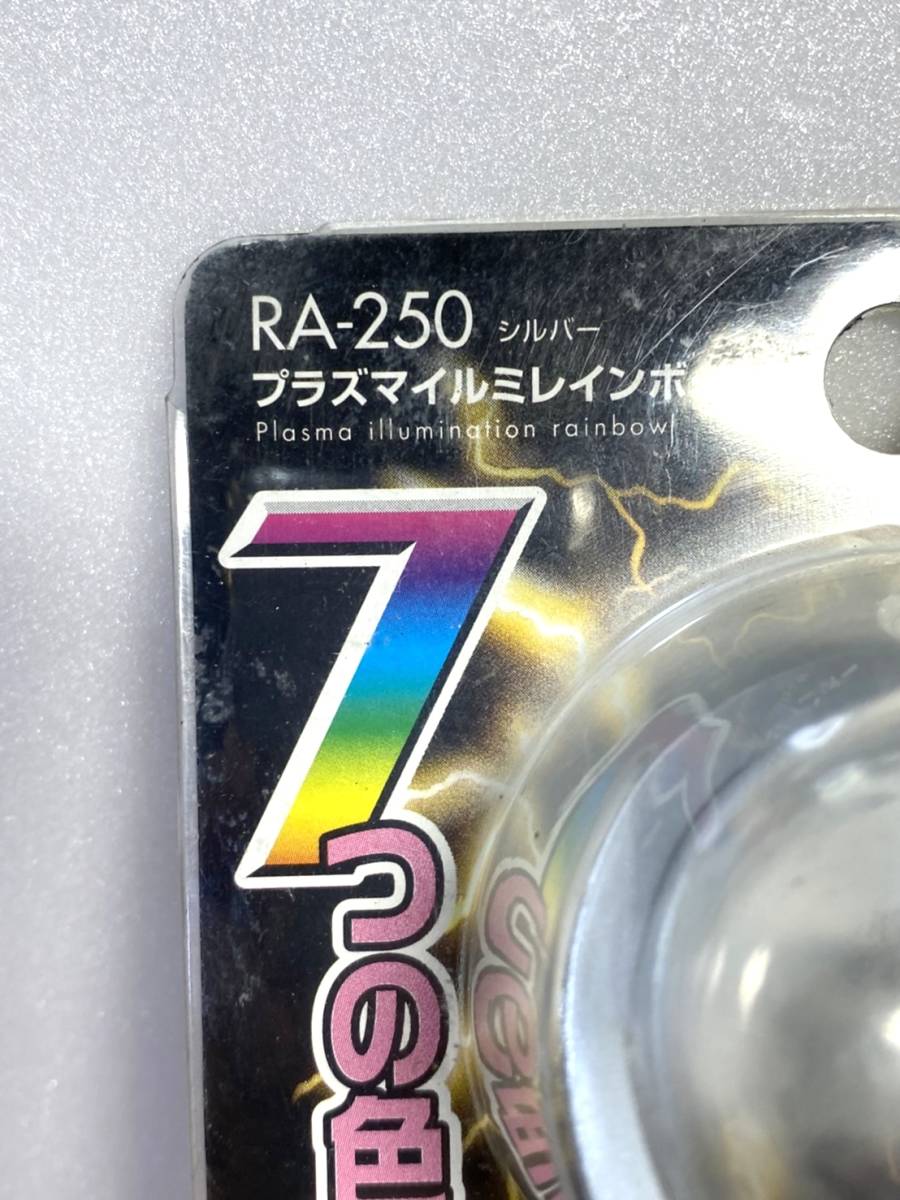 RA-250 シルバー
プラズマイルミレインボ
Plasma illumination rainbow
7つの